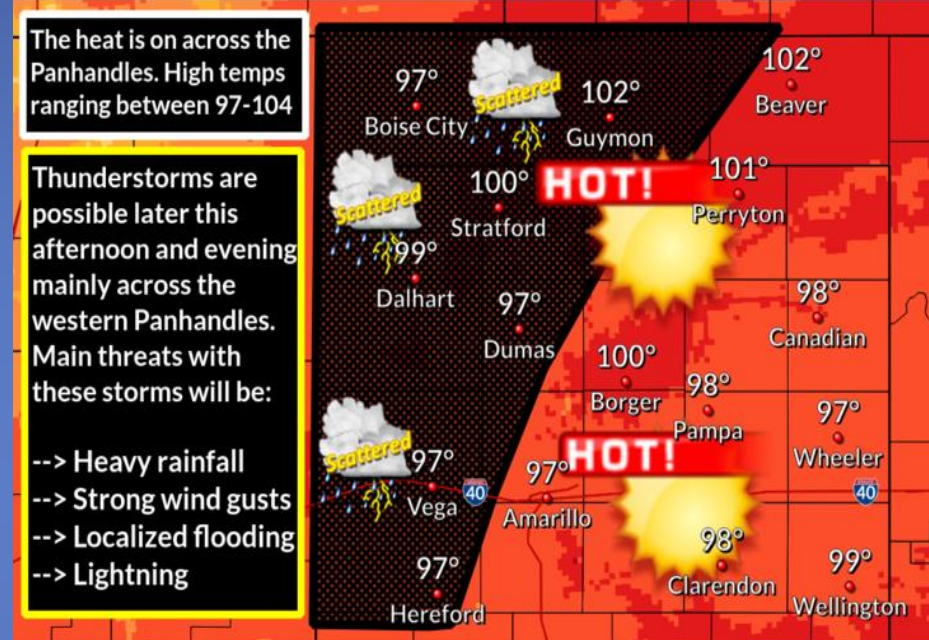 The heat is on across the
Panhandles. High temps
ranging between 97-104
Thunderstorms are
possible later this
afternoon and evening
mainly across the
western Panhandles.
Main threats with
these storms will be:
--> Heavy rainfall
--> Strong wind gusts
--> Localized flooding
--> Lightning
97°
Boise City
Scattered
102°
Guymon
102°
Beaver
Scattered
100°
Stratford
HOT!
101°
Perryton
99°
Dalhart
97°
Dumas
98°
Canadian
100°
Borger
98°
Pampa
97°
Wheeler
Scattered
97°
Vega
40
97°
Amarillo
HOT!
40
97°
Hereford
98°
Clarendon
99°
Wellington